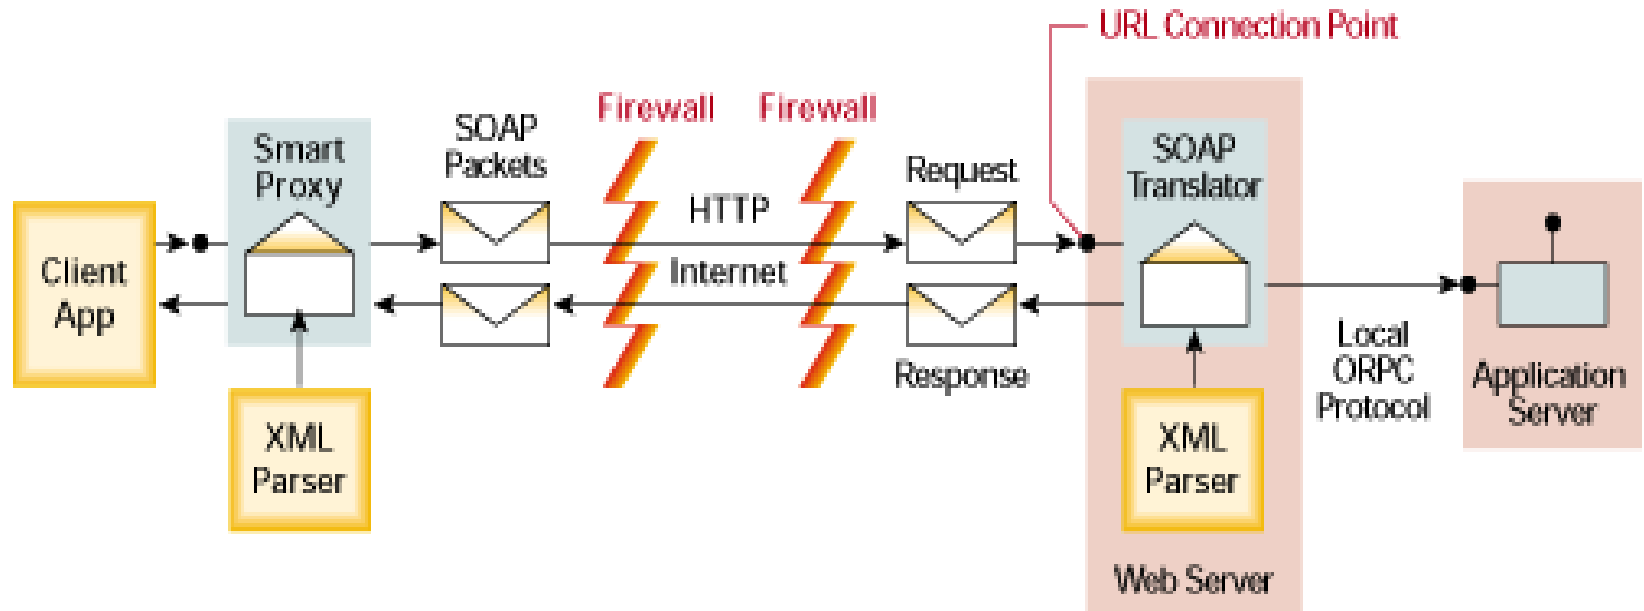 URL Connection Point
Firewall
Firewall
SOAP
Packets
Smart
Proxy
Request
SOAP
Translator
HTTP
Internet
Client
App
Response
Local
ORPC
Protocol
Application
Server
XML
Parser
XML
Parser
Web Server